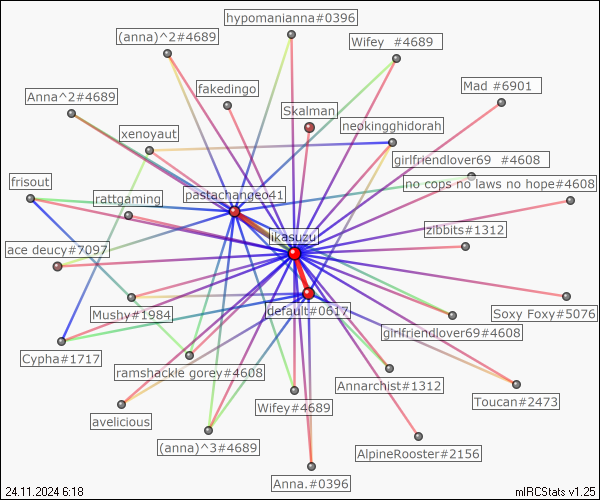 hypomanianna#0396
(anna)^2#4689
Wifey #4689
fakedingo
Mad #6901
Anna^2#4689
Skalman
neokingghidorah
xenoyaut
girlfriendlover69 #4608
frisout
no cops no laws no hope#4608
rattgaming
pastachangeo41
zibbits#1312
ikasuzu
ace deucy#7097
Mushy#1984
default#0617
Soxy Foxy#5076
girlfriendlover69#4608
Cypha#1717
ramshackle gorey#4608
Annarchist#1312
Toucan#2473
Wifey#4689
avelicious
(anna)^3#4689
AlpineRooster#2156
Anna.#0396
24.11.2024 6:18
mIRCStats v1.25